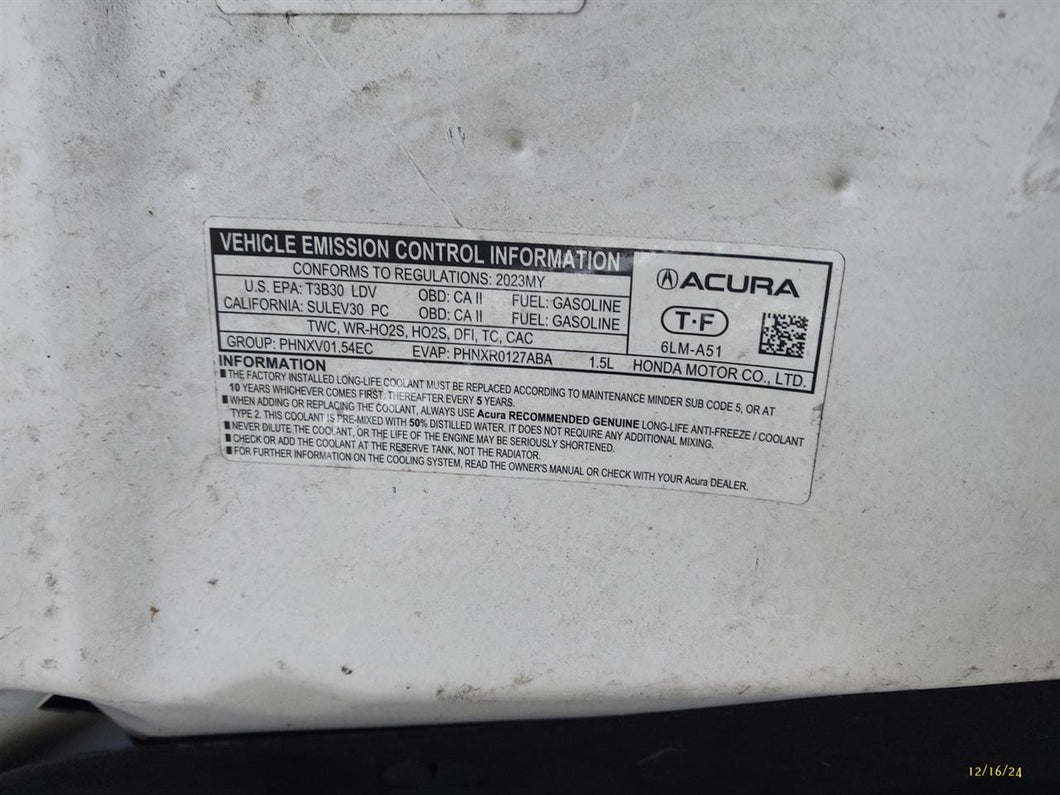 VEHICLE EMISSION CONTROL INFORMATION
CONFORMS TO REGULATIONS: 2023MY
U.S. EPA: T3B30 LDV OBD: CA II FUEL: GASOLINE
CALIFORNIA: SULEV30 PC OBD: CA II FUEL: GASOLINE
TWC, WR-HO2S, HO2S, DFI, TC, CAC
GROUP: PHNXV01.54EC EVAP: PHNXR0127ABA 1.5L
ACURA
T·F
6LM-A51
HONDA MOTOR CO., LTD.
INFORMATION
■ THE FACTORY INSTALLED LONG-LIFE COOLANT MUST BE REPLACED ACCORDING TO MAINTENANCE MINDER SUB CODE 5, OR AT
10 YEARS WHICHEVER COMES FIRST. THEREAFTER EVERY 5 YEARS.
■ WHEN ADDING OR REPLACING THE COOLANT, ALWAYS USE Acura RECOMMENDED GENUINE LONG-LIFE ANTI-FREEZE / COOLANT
TYPE 2. THIS COOLANT IS PRE-MIXED WITH 50% DISTILLED WATER. IT DOES NOT REQUIRE ANY ADDITIONAL MIXING.
■ NEVER DILUTE THE COOLANT, OR THE LIFE OF THE ENGINE MAY BE SERIOUSLY SHORTENED.
■ CHECK OR ADD THE COOLANT AT THE RESERVE TANK, NOT THE RADIATOR.
■ FOR FURTHER INFORMATION ON THE COOLING SYSTEM, READ THE OWNER'S MANUAL OR CHECK WITH YOUR Acura DEALER.
12/16/24